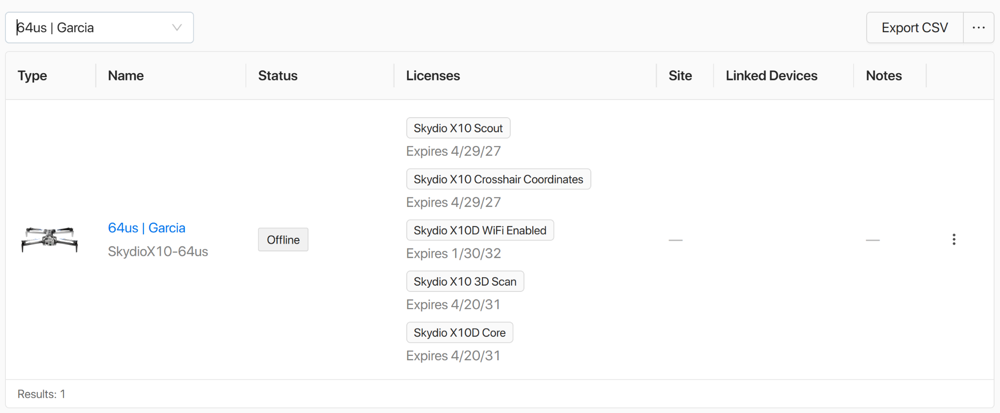 64us | Garcia
Export CSV
Type
Name
Status
Licenses
Site
Linked Devices
Notes
64us | Garcia
SkydioX10-64us
Offline
Skydio X10 Scout
Expires 4/29/27
Skydio X10 Crosshair Coordinates
Expires 4/29/27
Skydio X10D WiFi Enabled
Expires 1/30/32
Skydio X10 3D Scan
Expires 4/20/31
Skydio X10D Core
Expires 4/20/31
—
—
Results: 1